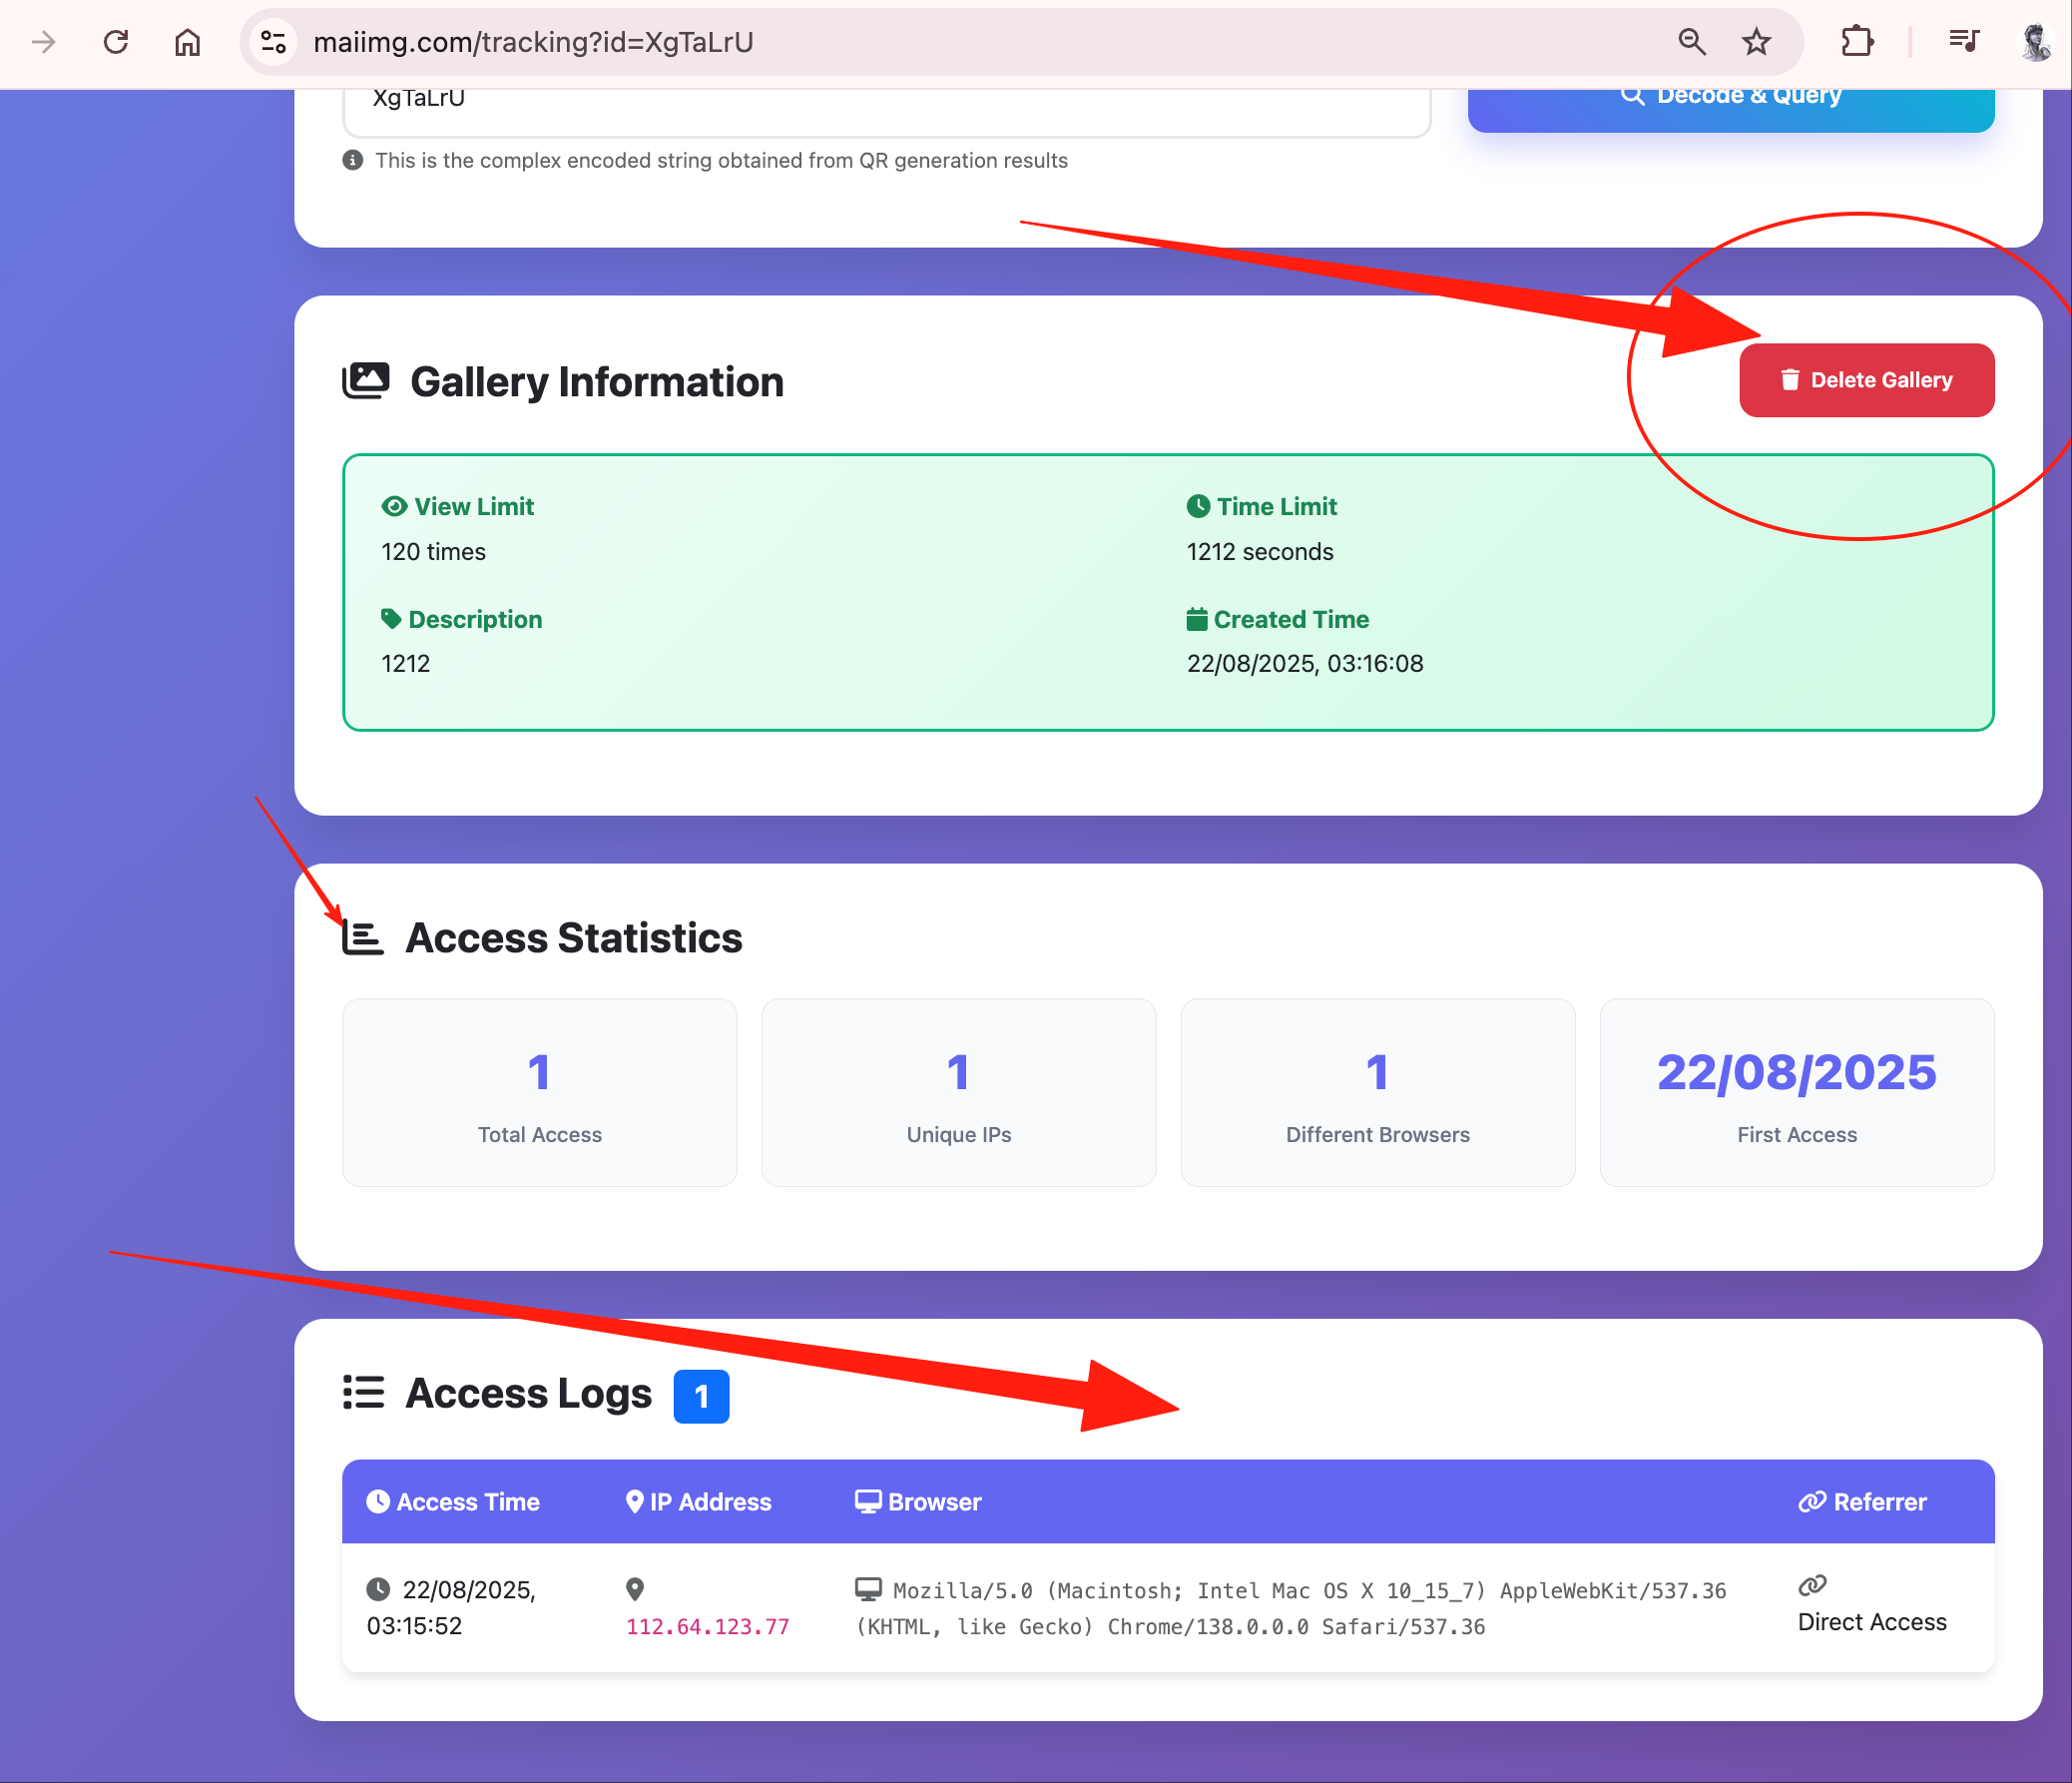 maiimg.com/tracking?id=XgTaLrU
XgTaLrU
Decode & Query
This is the complex encoded string obtained from QR generation results
Gallery Information
Delete Gallery
View Limit
120 times
Time Limit
1212 seconds
Description
1212
Created Time
22/08/2025, 03:16:08
Access Statistics
1
Total Access
1
Unique IPs
1
Different Browsers
22/08/2025
First Access
Access Logs 1
Access Time IP Address Browser Referrer
22/08/2025,
03:15:52
112.64.123.77
Mozilla/5.0 (Macintosh; Intel Mac OS X 10_15_7) AppleWebKit/537.36
(KHTML, like Gecko) Chrome/138.0.0.0 Safari/537.36
Direct Access